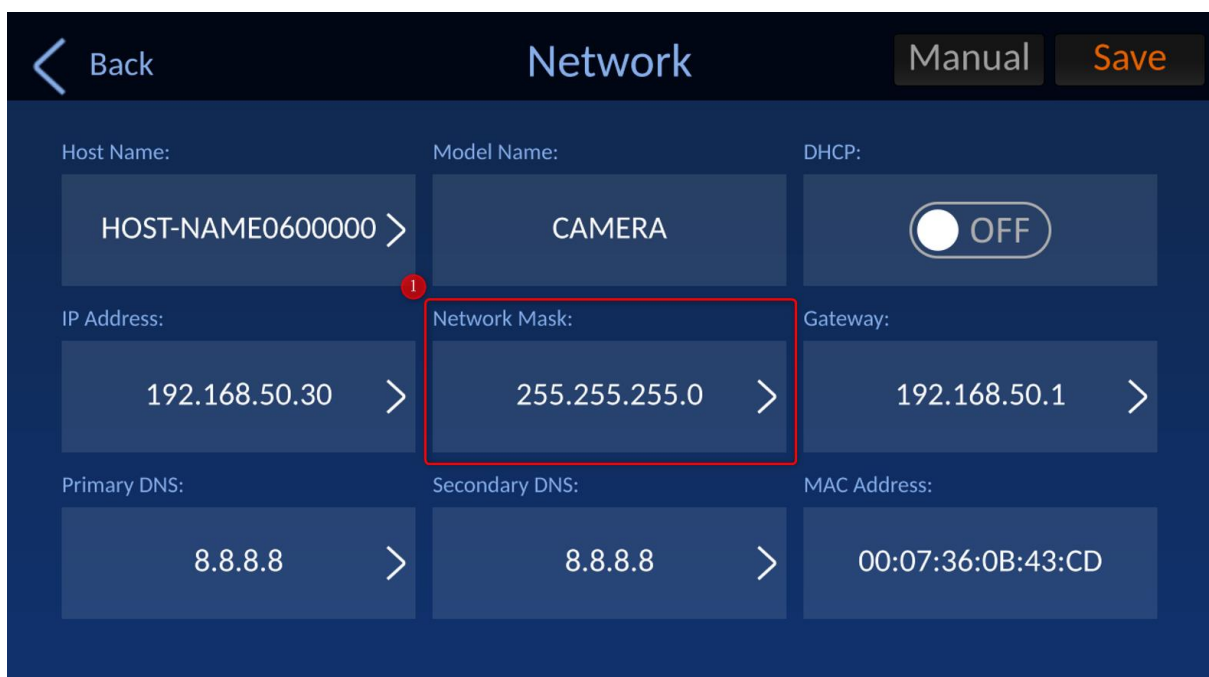 Back Network Manual Save
Host Name: Model Name: DHCP:
HOST-NAME0600000 CAMERA OFF
1
IP Address: Network Mask: Gateway:
192.168.50.30 255.255.255.0 192.168.50.1
Primary DNS: Secondary DNS: MAC Address:
8.8.8.8 8.8.8.8 00:07:36:0B:43:CD